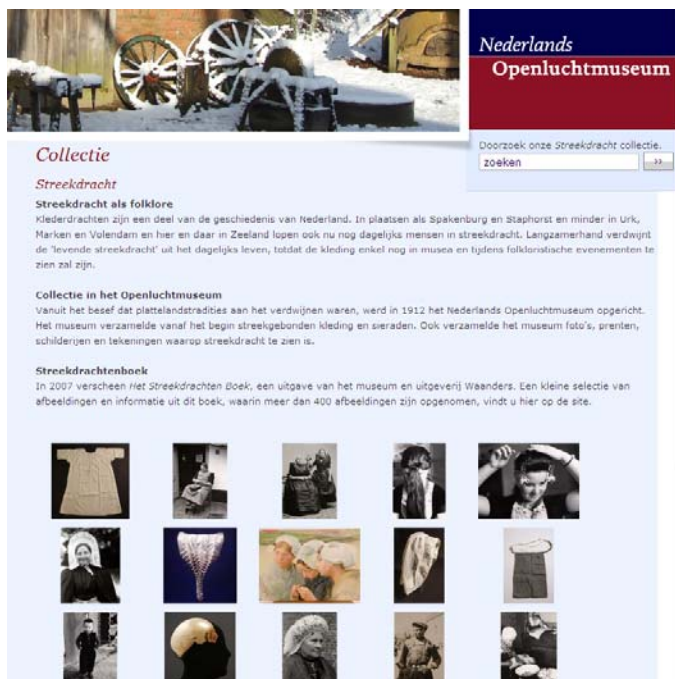 Nederlands
Openluchtmuseum
Doorzoek onze Streekdracht collectie.
zoeken >>
Collectie
Streekdracht
Streekdracht als folklore
Klederdrachten zijn een deel van de geschiedenis van Nederland. In plaatsen als Spakenburg en Staphorst en minder in Urk,
Marken en Volendam en hier en daar in Zeeland lopen ook nu nog dagelijks mensen in streekdracht. Langzamerhand verdwijnt
de 'levende streekdracht' uit het dagelijks leven, totdat de kleding enkel nog in musea en tijdens folkloristische evenementen te
zien zal zijn.
Collectie in het Openluchtmuseum
Vanuit het besef dat plattelandstradities aan het verdwijnen waren, werd in 1912 het Nederlands Openluchtmuseum opgericht.
Het museum verzamelde vanaf het begin streekgebonden kleding en sieraden. Ook verzamelde het museum foto's, prenten,
schilderijen en tekeningen waarop streekdracht te zien is.
Streekdrachtenboek
In 2007 verscheen Het Streekdrachten Boek, een uitgave van het museum en uitgeverij Waanders. Een kleine selectie van
afbeeldingen en informatie uit dit boek, waarin meer dan 400 afbeeldingen zijn opgenomen, vindt u hier op de site.